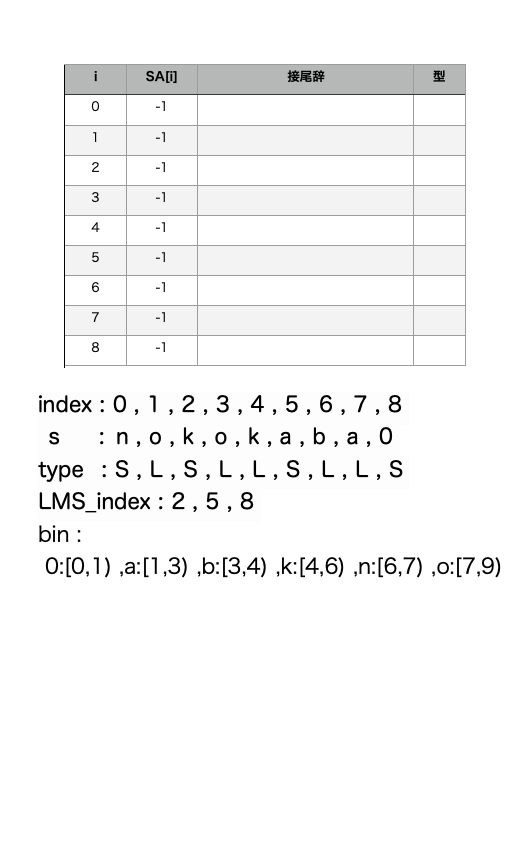 i SA[i] 接尾辞 型
0 -1
1 -1
2 -1
3 -1
4 -1
5 -1
6 -1
7 -1
8 -1
index : 0 , 1 , 2 , 3 , 4 , 5 , 6 , 7 , 8
s : n , o , k , o , k , a , b , a , 0
type : S , L , S , L , L , S , L , L , S
LMS_index : 2 , 5 , 8
bin :
0:[0,1) ,a:[1,3) ,b:[3,4) ,k:[4,6) ,n:[6,7) ,o:[7,9)